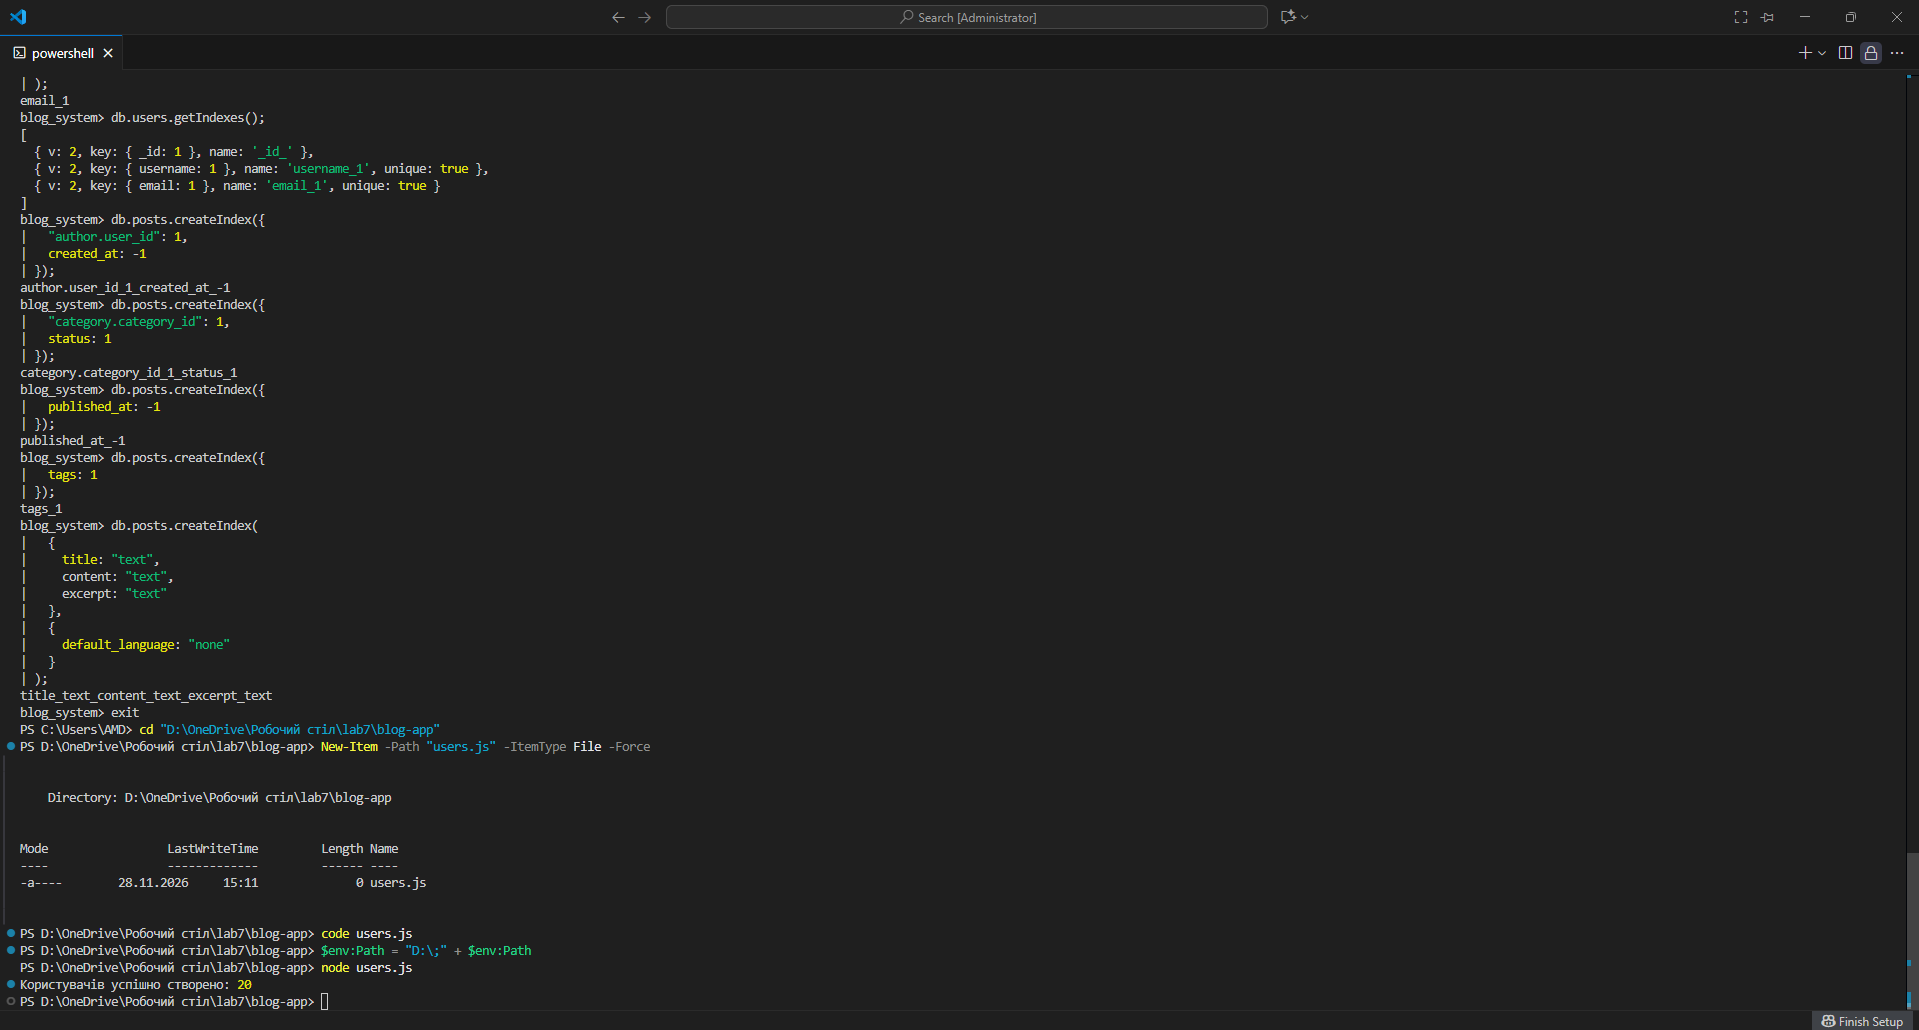 Search [Administrator]
powershell
| );
email_1
blog_system> db.users.getIndexes();
[
  { v: 2, key: { _id: 1 }, name: '_id_' },
  { v: 2, key: { username: 1 }, name: 'username_1', unique: true },
  { v: 2, key: { email: 1 }, name: 'email_1', unique: true }
]
blog_system> db.posts.createIndex({
|   "author.user_id": 1,
|   created_at: -1
| });
author.user_id_1_created_at_-1
blog_system> db.posts.createIndex({
|   "category.category_id": 1,
|   status: 1
| });
category.category_id_1_status_1
blog_system> db.posts.createIndex({
|   published_at: -1
| });
published_at_-1
blog_system> db.posts.createIndex({
|   tags: 1
| });
tags_1
blog_system> db.posts.createIndex(
|   {
|     title: "text",
|     content: "text",
|     excerpt: "text"
|   },
|   {
|     default_language: "none"
|   }
| );
title_text_content_text_excerpt_text
blog_system> exit
PS C:\Users\AMD> cd "D:\OneDrive\Робочий стіл\lab7\blog-app"
PS D:\OneDrive\Робочий стіл\lab7\blog-app> New-Item -Path "users.js" -ItemType File -Force
    Directory: D:\OneDrive\Робочий стіл\lab7\blog-app
Mode                 LastWriteTime         Length Name
----                 -------------         ------ ----
-a----        28.11.2026     15:11              0 users.js
PS D:\OneDrive\Робочий стіл\lab7\blog-app> code users.js
PS D:\OneDrive\Робочий стіл\lab7\blog-app> $env:Path = "D:\;" + $env:Path
PS D:\OneDrive\Робочий стіл\lab7\blog-app> node users.js
Користувачів успішно створено: 20
PS D:\OneDrive\Робочий стіл\lab7\blog-app>
Finish Setup